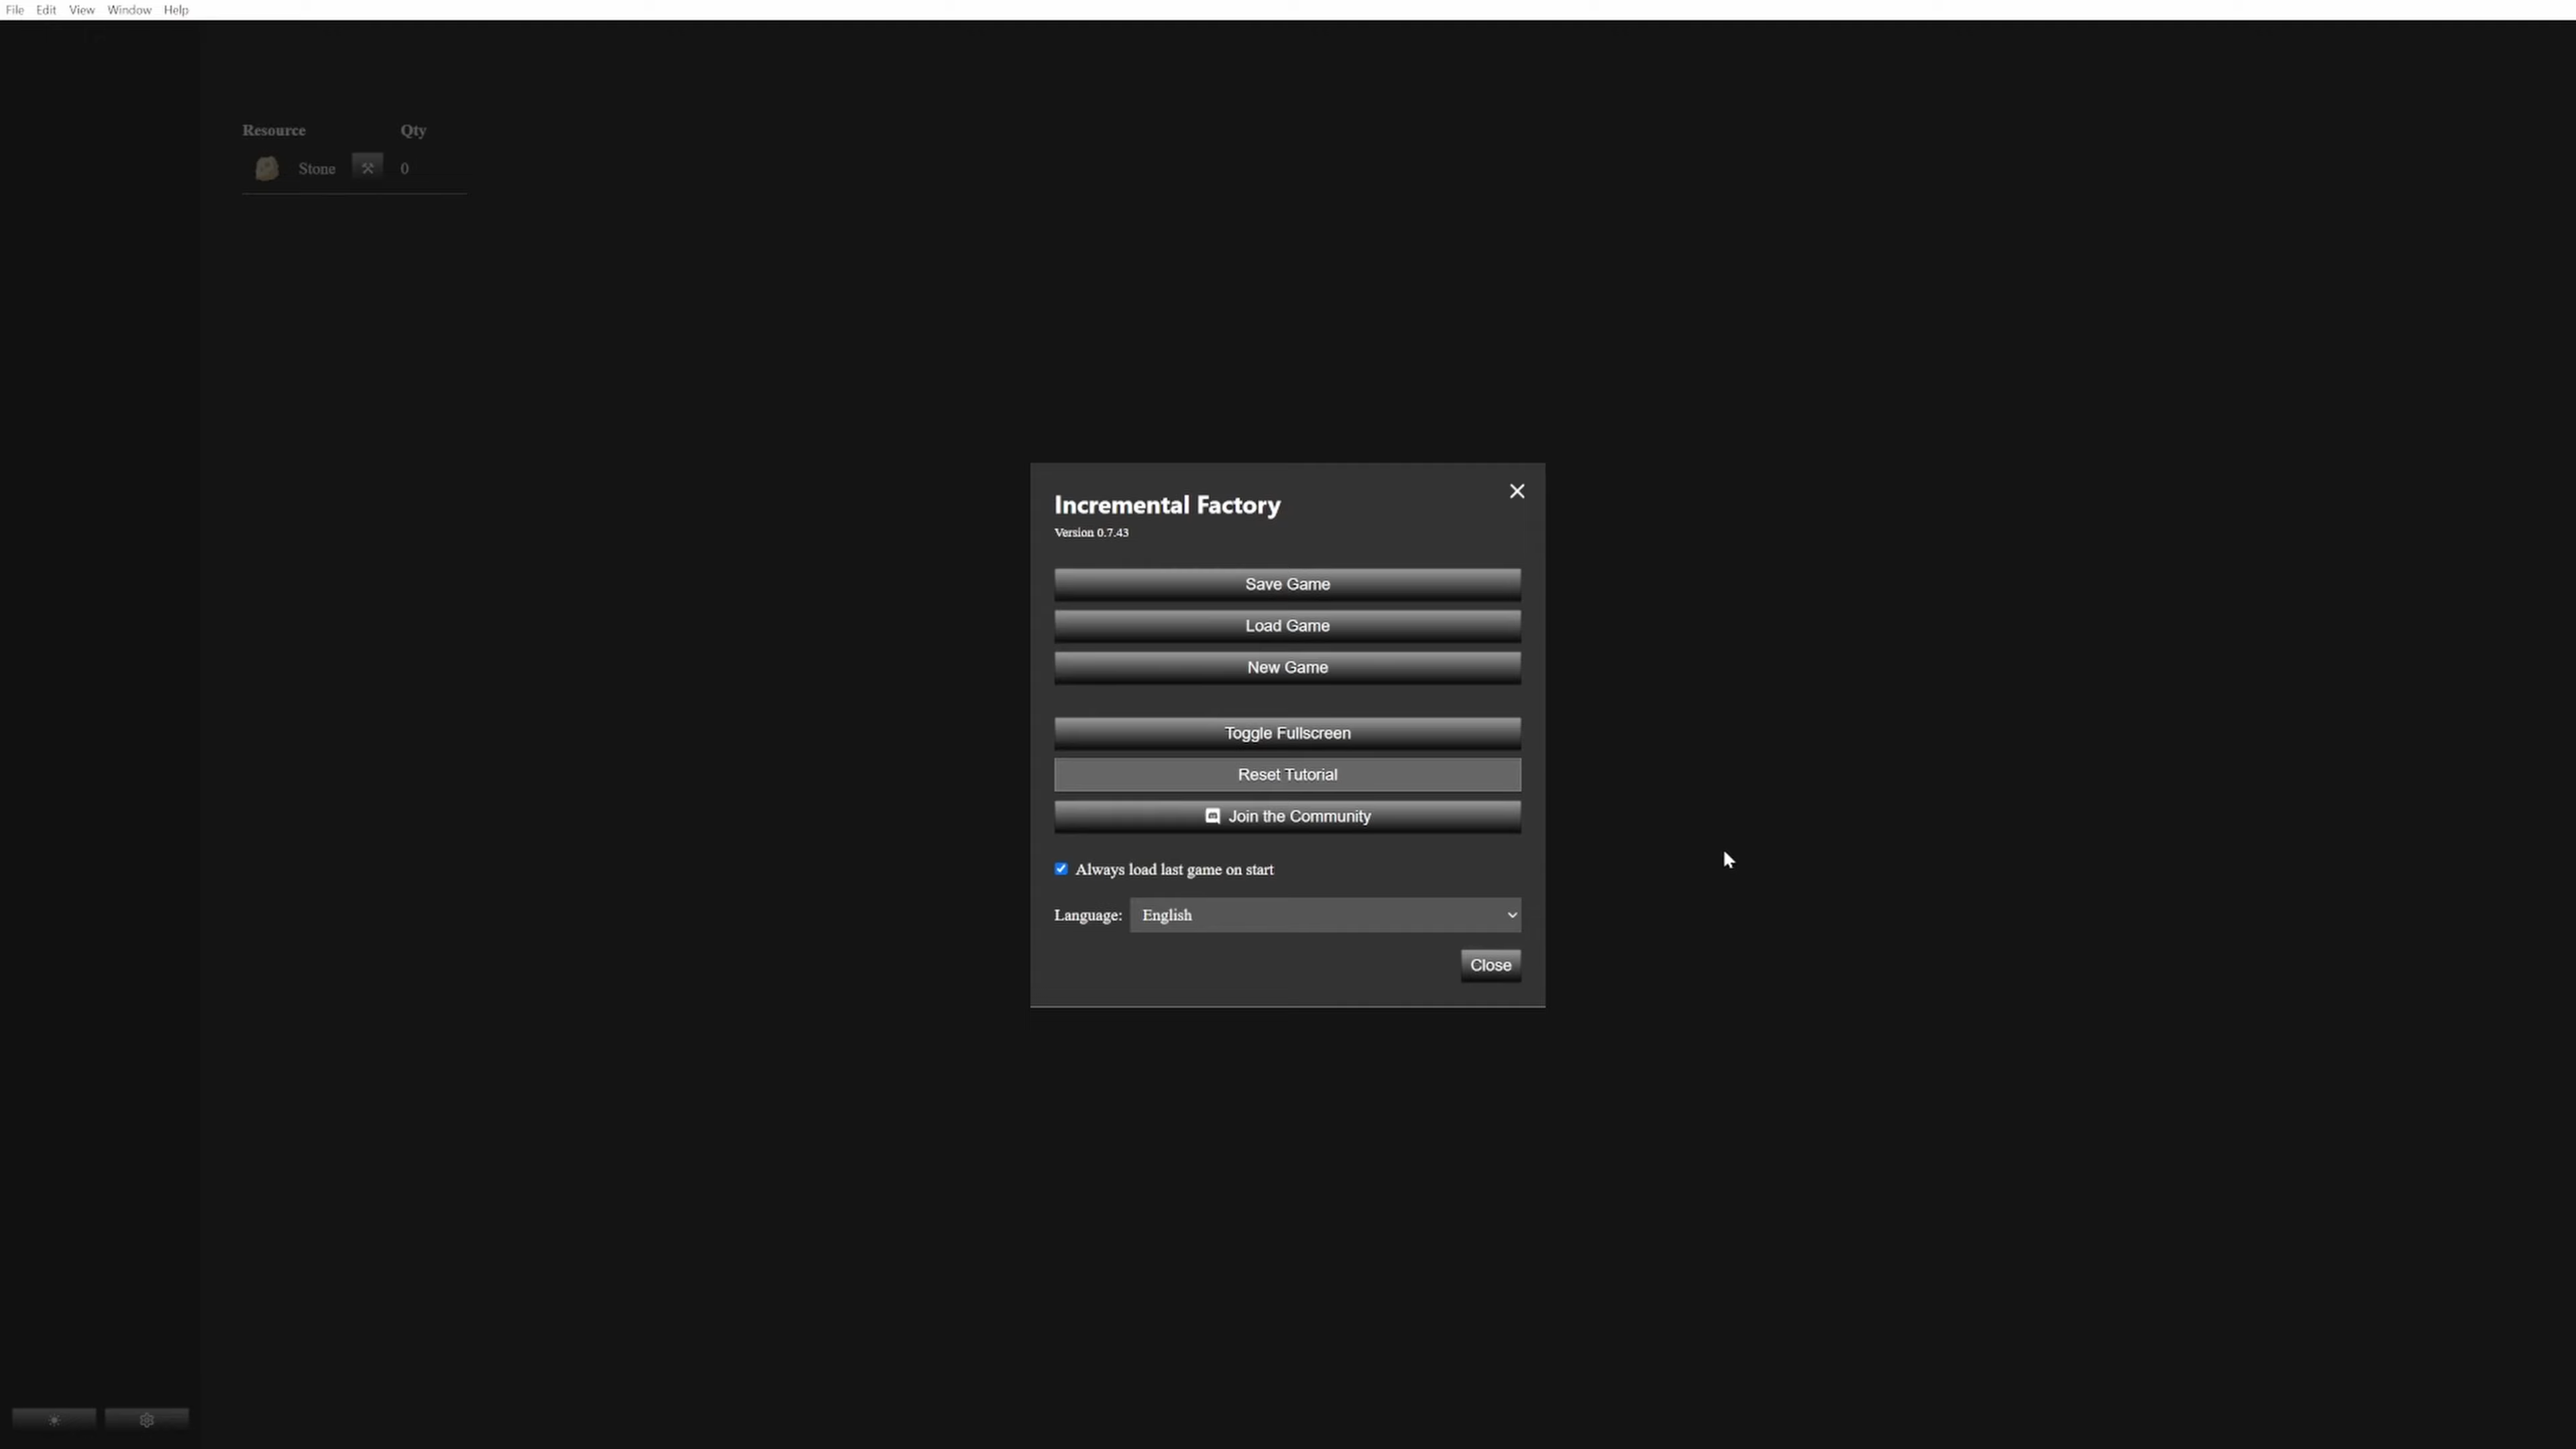 File Edit View Window Help
Resource Qty
Stone 0
Incremental Factory
Version 0.7.43
Save Game
Load Game
New Game
Toggle Fullscreen
Reset Tutorial
Join the Community
Always load last game on start
Language: English
Close